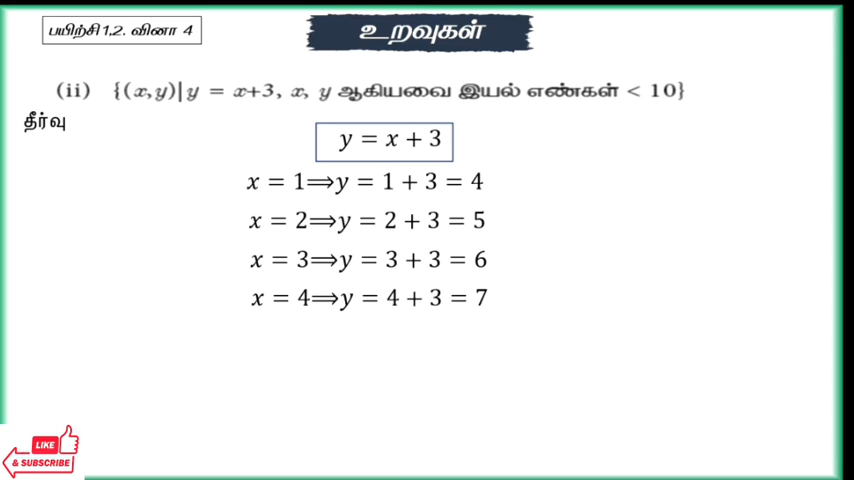 பயிற்சி 1.2. வினா 4
உறவுகள்
(ii) {(x,y)|y = x+3, x, y ஆகியவை இயல் எண்கள் < 10}
தீர்வு
y = x + 3
x = 1⟹y = 1 + 3 = 4
x = 2⟹y = 2 + 3 = 5
x = 3⟹y = 3 + 3 = 6
x = 4⟹y = 4 + 3 = 7
LIKE
& SUBSCRIBE